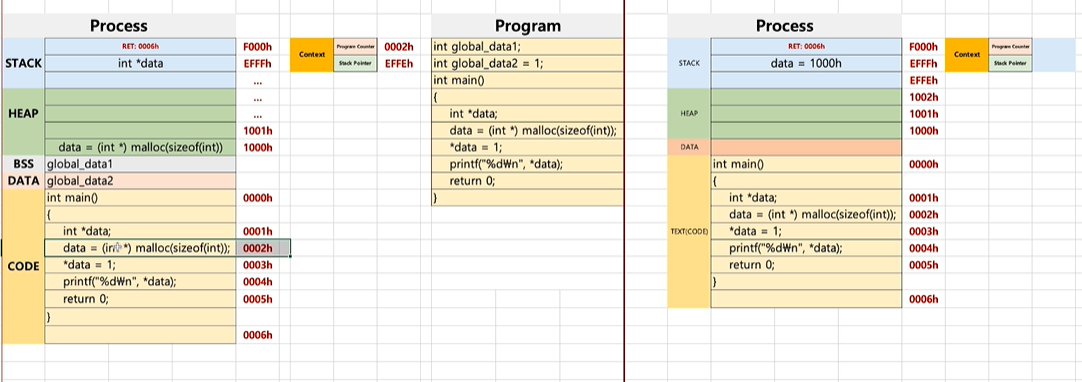 Process
STACK
RET: 0006h
F000h
int *data
EFFFh
...
HEAP
...
...
1001h
data = (int *) malloc(sizeof(int))
1000h
BSS
global_data1
DATA
global_data2
CODE
int main()
0000h
{
int *data;
0001h
data = (int *) malloc(sizeof(int));
0002h
*data = 1;
0003h
printf("%d₩n", *data);
0004h
return 0;
0005h
}
0006h
Context
Program Counter
0002h
Stack Pointer
EFFEh
Program
int global_data1;
int global_data2 = 1;
int main()
{
int *data;
data = (int *) malloc(sizeof(int));
*data = 1;
printf("%d₩n", *data);
return 0;
}
Process
STACK
RET: 0006h
F000h
data = 1000h
EFFFh
EFFEh
HEAP
1002h
1001h
1000h
DATA
TEXT(CODE)
int main()
0000h
{
int *data;
0001h
data = (int *) malloc(sizeof(int));
0002h
*data = 1;
0003h
printf("%d₩n", *data);
0004h
return 0;
0005h
}
0006h
Context
Program Counter
Stack Pointer